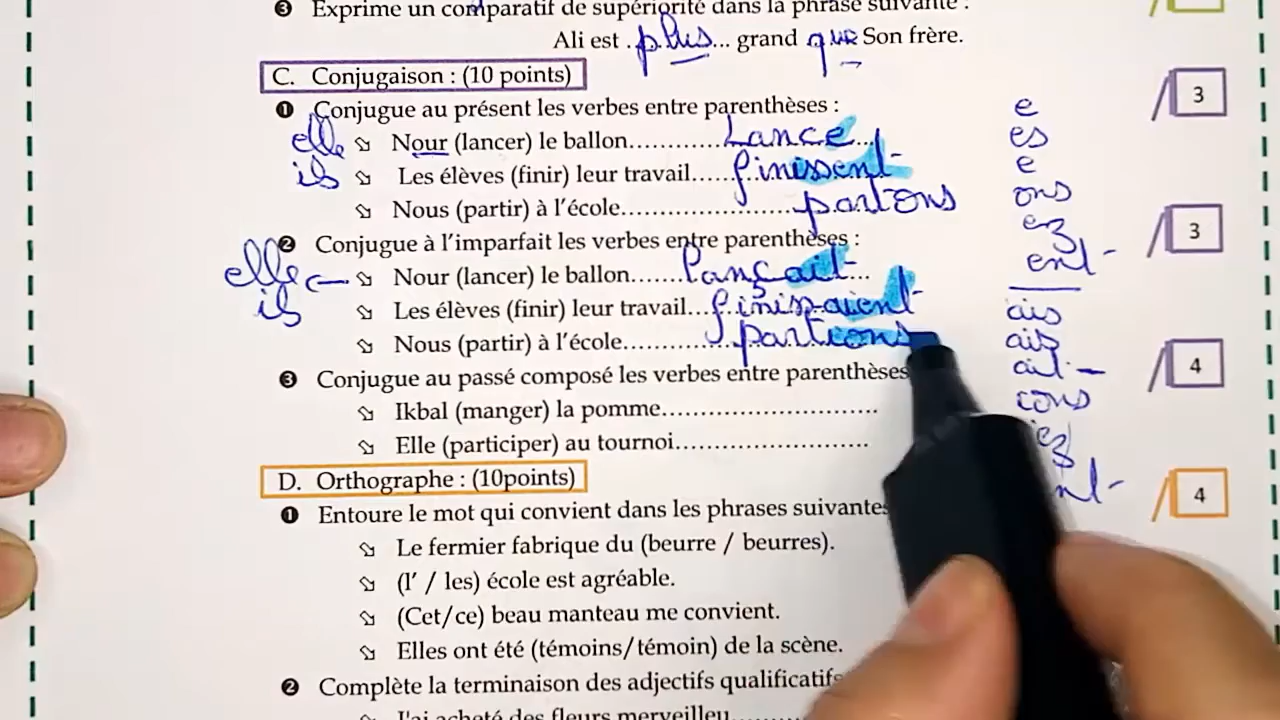 ❸ Exprime un comparatif de supériorité dans la phrase suivante :
Ali est .plus... grand que Son frère.
C. Conjugaison : (10 points)
3
❶ Conjugue au présent les verbes entre parenthèses : e
elle Nour (lancer) le ballon............Lance... es
ils Les élèves (finir) leur travail.....finissent e
Nous (partir) à l'école........................partons ons
ez
❷ Conjugue à l'imparfait les verbes entre parenthèses : 3
elle Nour (lancer) le ballon.......Lançait... ent
ils Les élèves (finir) leur travail...finissaient ais
Nous (partir) à l'école................partions ais
4
❸ Conjugue au passé composé les verbes entre parenthèses ait
Ikbal (manger) la pomme............................... ions
Elle (participer) au tournoi............................ iez
D. Orthographe : (10points)
4
❶ Entoure le mot qui convient dans les phrases suivantes
Le fermier fabrique du (beurre / beurres).
(l' / les) école est agréable.
(Cet/ce) beau manteau me convient.
Elles ont été (témoins/témoin) de la scène.
❷ Complète la terminaison des adjectifs qualificatifs
J'ai acheté des fleurs merveilleu